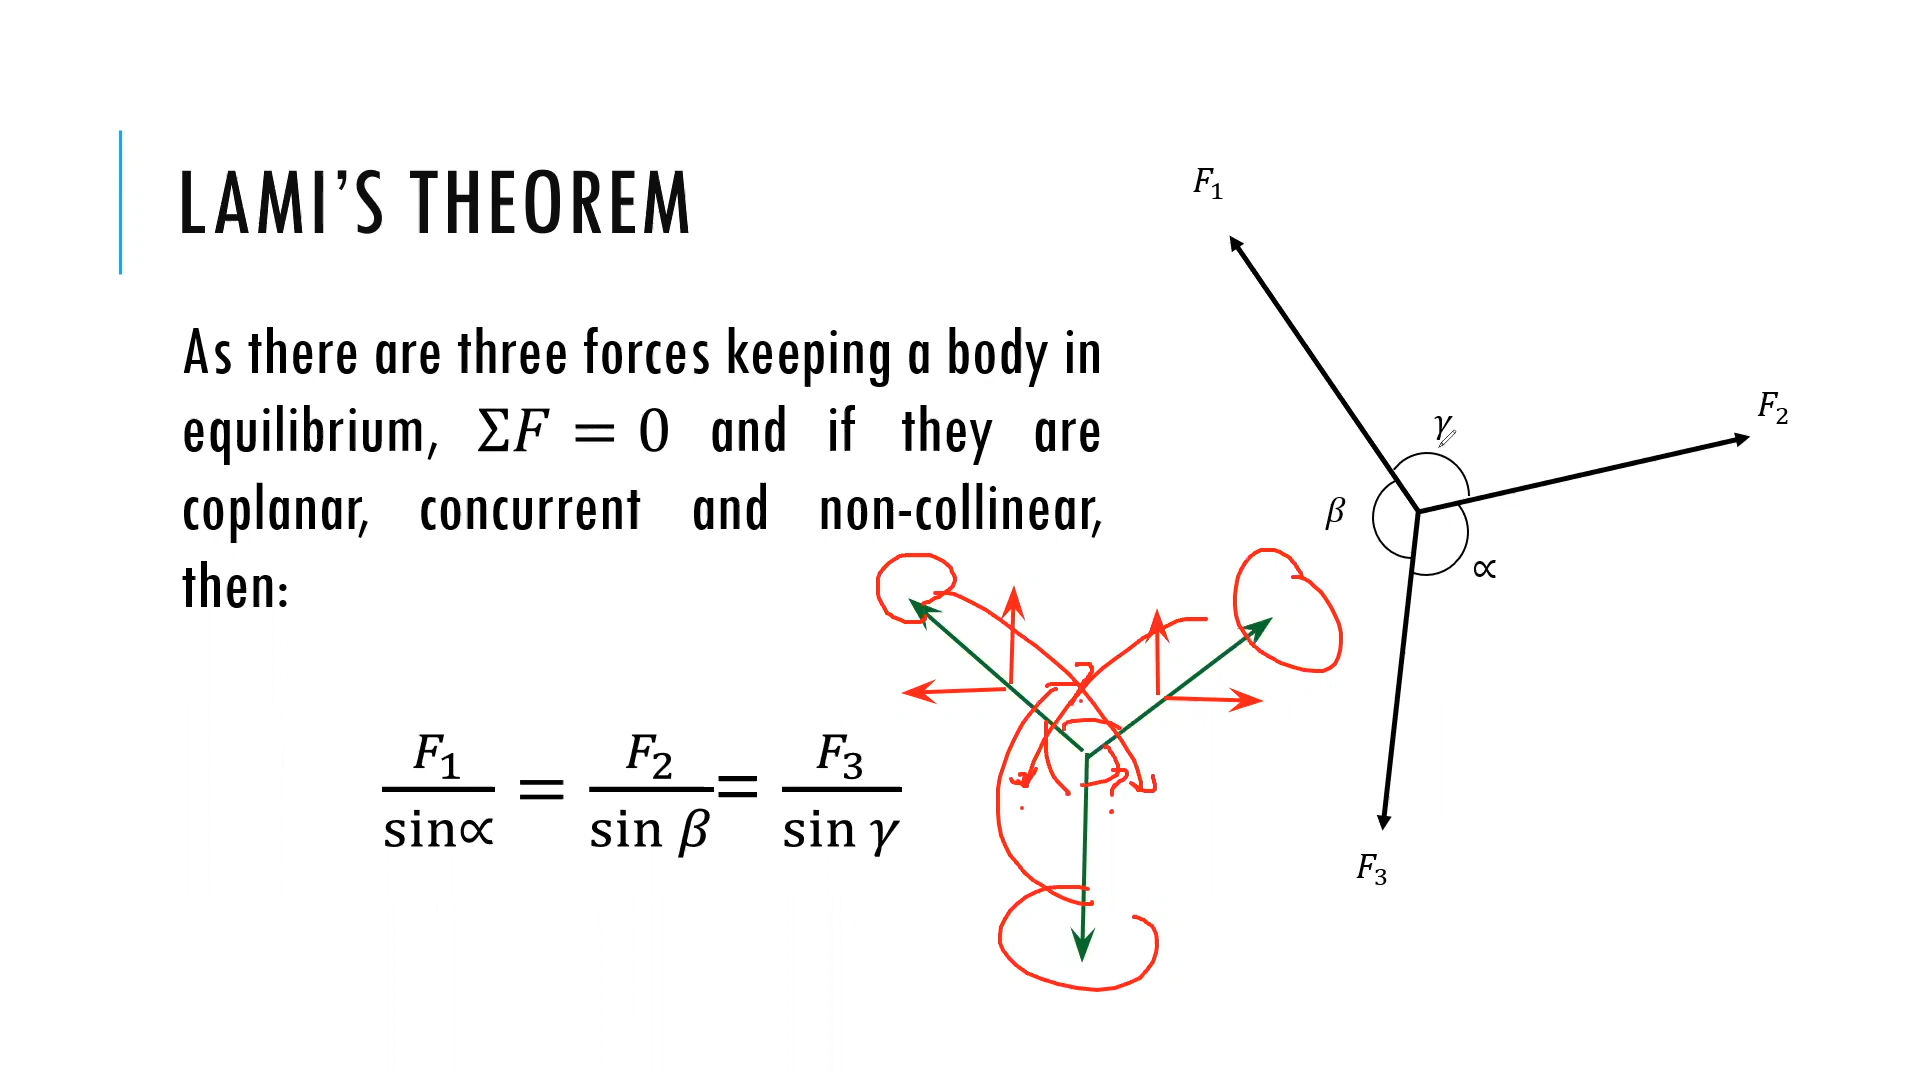 LAMI’S THEOREM
As there are three forces keeping a body in
equilibrium, ΣF = 0 and if they are
coplanar, concurrent and non-collinear,
then:
F₁/sin∝ = F₂/sin β = F₃/sin γ
F₁
F₂
γ
β
∝
F₃
?
?
?